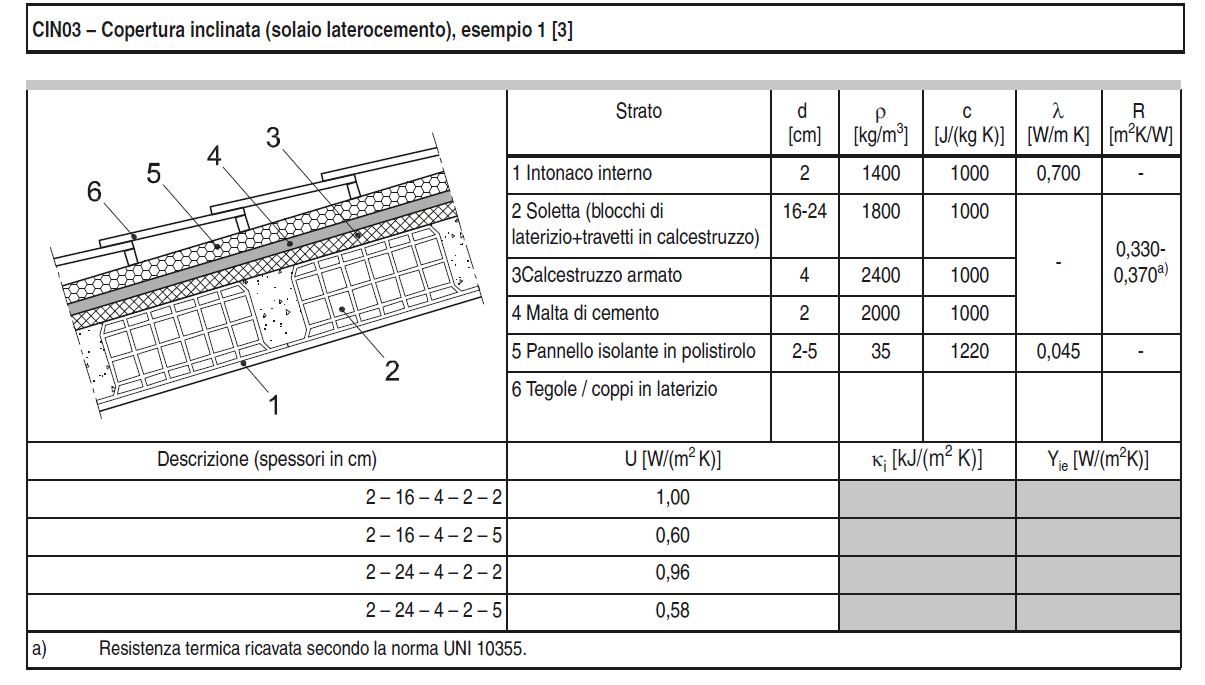 CIN03 – Copertura inclinata (solaio laterocemento), esempio 1 [3]
1
2
3
4
5
6
Strato d ρ c λ R
[cm] [kg/m³] [J/(kg K)] [W/m K] [m²K/W]
1 Intonaco interno 2 1400 1000 0,700 -
2 Soletta (blocchi di 16-24 1800 1000
laterizio+travetti in calcestruzzo)
- 0,330-
0,370a)
3Calcestruzzo armato 4 2400 1000
4 Malta di cemento 2 2000 1000
5 Pannello isolante in polistirolo 2-5 35 1220 0,045 -
6 Tegole / coppi in laterizio
Descrizione (spessori in cm) U [W/(m² K)] κi [kJ/(m² K)] Yie [W/(m²K)]
2 – 16 – 4 – 2 – 2 1,00
2 – 16 – 4 – 2 – 5 0,60
2 – 24 – 4 – 2 – 2 0,96
2 – 24 – 4 – 2 – 5 0,58
a) Resistenza termica ricavata secondo la norma UNI 10355.